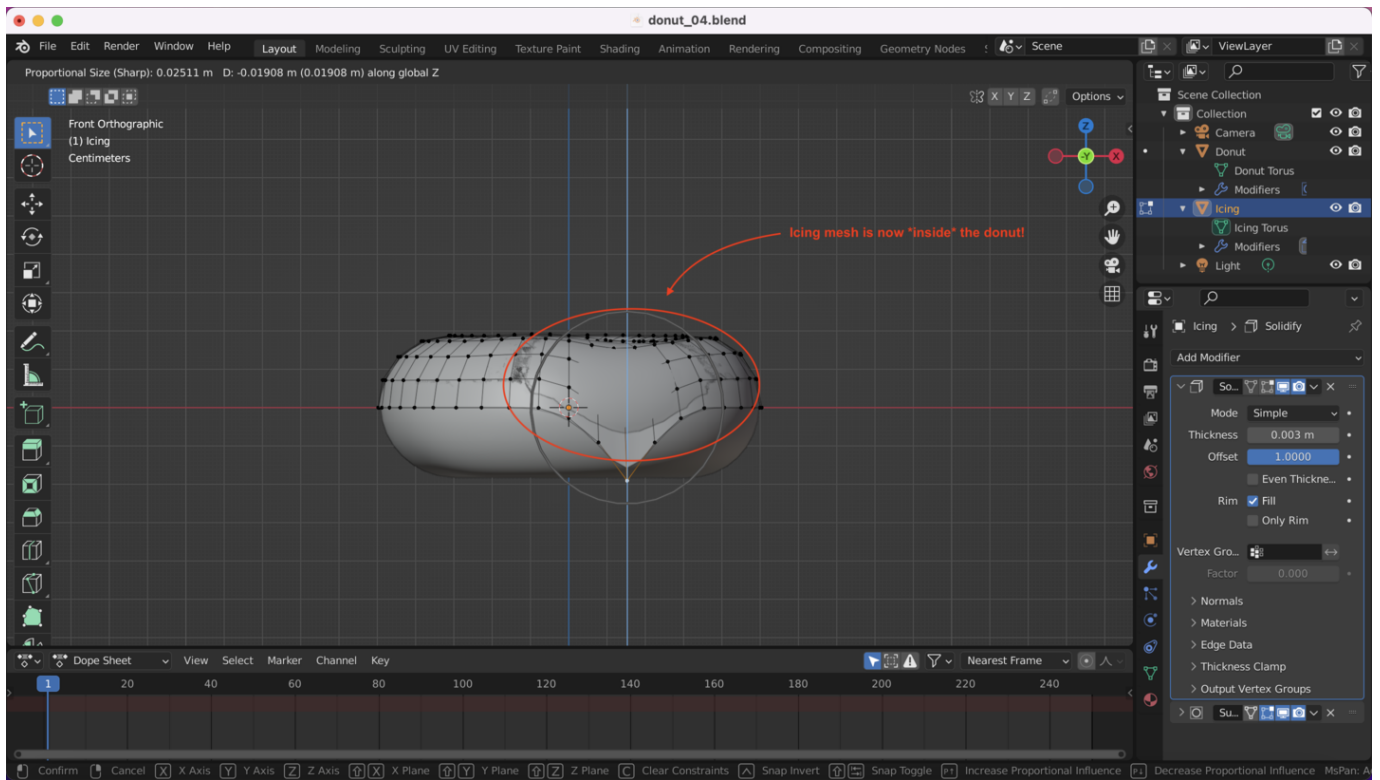 donut_04.blend
File Edit Render Window Help Layout Modeling Sculpting UV Editing Texture Paint Shading Animation Rendering Compositing Geometry Nodes Scene ViewLayer
Proportional Size (Sharp): 0.02511 m D: -0.01908 m (0.01908 m) along global Z
X Y Z Options
Front Orthographic
(1) Icing
Centimeters
Z
-Y X
Icing mesh is now *inside* the donut!
Scene Collection
Collection
Camera
Donut
Donut Torus
Modifiers
Icing
Icing Torus
Modifiers
Light
Icing > Solidify
Add Modifier
So...
Mode Simple
Thickness 0.003 m
Offset 1.0000
Even Thickne...
Rim Fill
Only Rim
Vertex Gro...
Factor 0.000
Normals
Materials
Edge Data
Thickness Clamp
Output Vertex Groups
Su...
Dope Sheet View Select Marker Channel Key Nearest Frame
1 20 40 60 80 100 120 140 160 180 200 220 240
Confirm Cancel X X Axis Y Y Axis Z Z Axis X X Plane Y Y Plane Z Z Plane C Clear Constraints Snap Invert Snap Toggle Increase Proportional Influence Decrease Proportional Influence MsPan: A